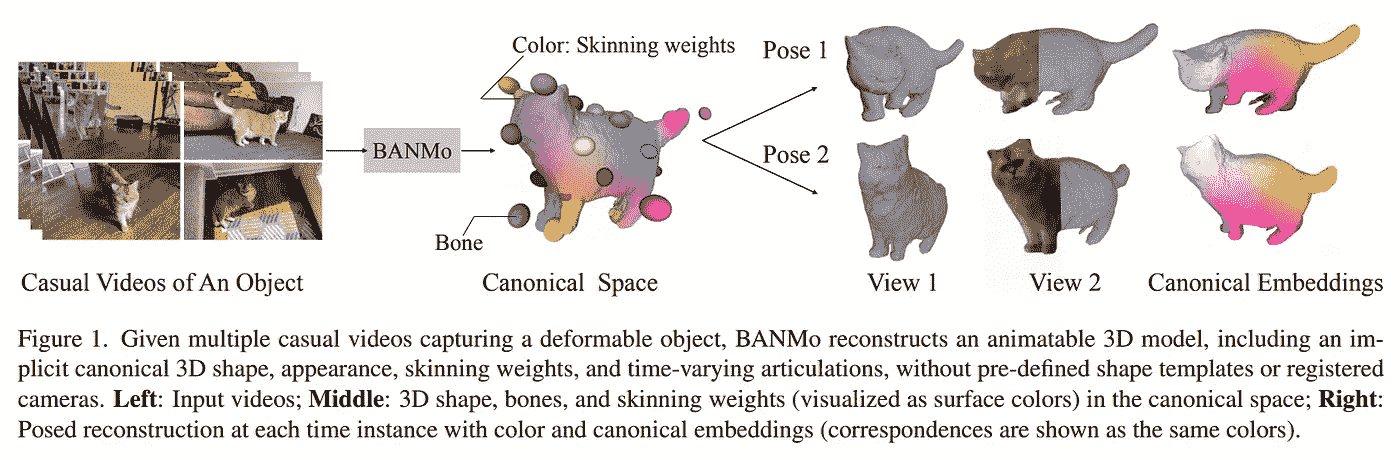 Color: Skinning weights
Pose 1
BANMo
Pose 2
Bone
Casual Videos of An Object
Canonical Space
View 1
View 2
Canonical Embeddings
Figure 1. Given multiple casual videos capturing a deformable object, BANMo reconstructs an animatable 3D model, including an im-
plicit canonical 3D shape, appearance, skinning weights, and time-varying articulations, without pre-defined shape templates or registered
cameras. Left: Input videos; Middle: 3D shape, bones, and skinning weights (visualized as surface colors) in the canonical space; Right:
Posed reconstruction at each time instance with color and canonical embeddings (correspondences are shown as the same colors).